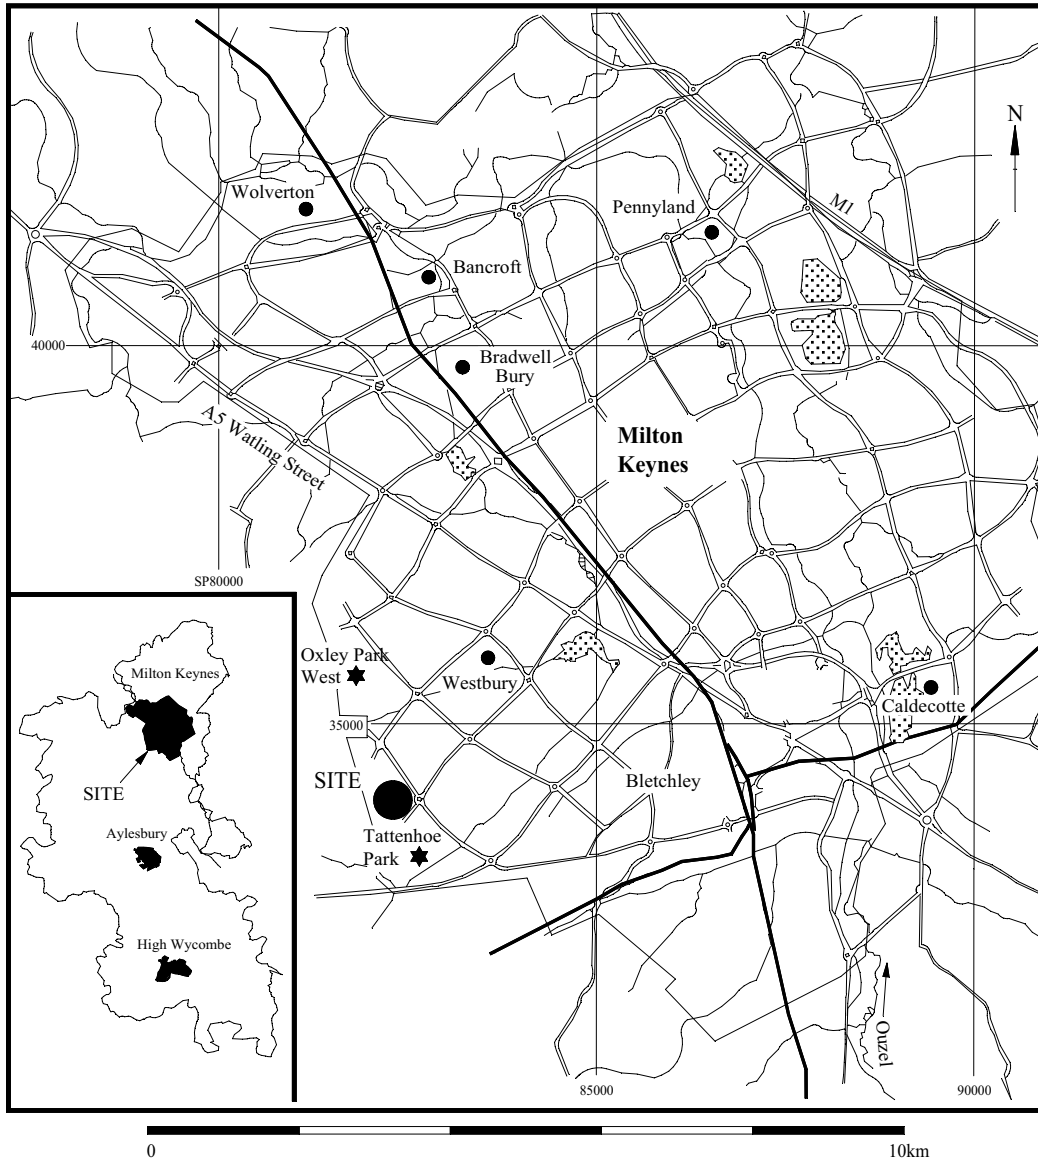 N
Wolverton
Pennyland
M1
Bancroft
40000
Bradwell
Bury
A5 Watling Street
Milton
Keynes
SP80000
Oxley Park
West
Westbury
Caldecotte
35000
SITE
Bletchley
Tattenhoe
Park
Milton Keynes
SITE
Aylesbury
High Wycombe
Ouzel
85000
90000
0
10km